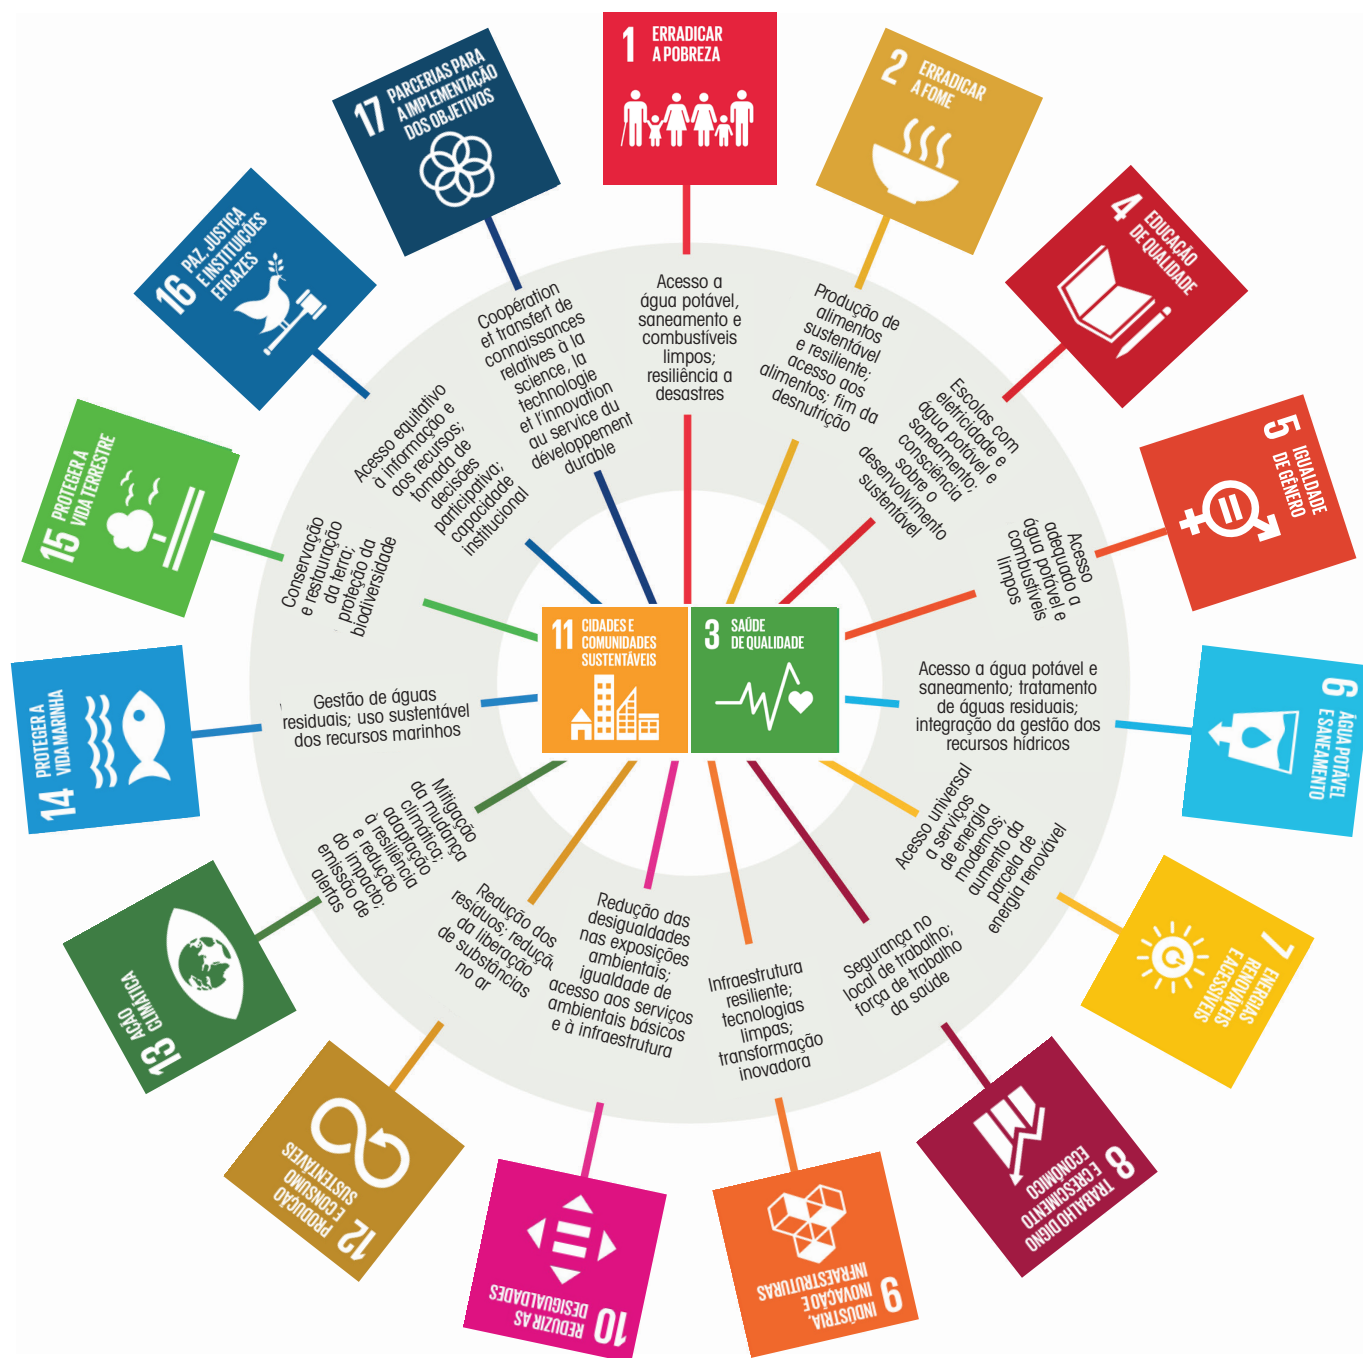 1 ERRADICAR
A POBREZA
2 ERRADICAR
A FOME
4 EDUCAÇÃO
DE QUALIDADE
5 IGUALDADE
DE GÊNERO
6 ÁGUA POTÁVEL
E SANEAMENTO
7 ENERGIAS
RENOVÁVEIS
E ACESSÍVEIS
8 TRABALHO DIGNO
E CRESCIMENTO
ECONÓMICO
9 INDÚSTRIA,
INOVAÇÃO E
INFRAESTRUTURAS
10 REDUZIR AS
DESIGUALDADES
12 PRODUÇÃO
E CONSUMO
SUSTENTÁVEIS
13 AÇÃO
CLIMÁTICA
14 PROTEGER A
VIDA MARINHA
15 PROTEGER A
VIDA TERRESTRE
16 PAZ, JUSTIÇA
E INSTITUIÇÕES
EFICAZES
17 PARCERIAS PARA
A IMPLEMENTAÇÃO
DOS OBJETIVOS
Acesso a
água potável,
saneamento e
combustíveis
limpos;
resiliência a
desastres
Produção de
alimentos
sustentável
e resiliente;
acesso aos
alimentos; fim da
desnutrição
Escolas com
eletricidade e
água potável e
saneamento;
consciência
sobre o
desenvolvimento
sustentável
Acesso
adequado a
água potável e
combustíveis
limpos
Acesso a água potável e
saneamento; tratamento
de águas residuais;
integração da gestão dos
recursos hídricos
Acesso universal
a serviços
de energia
modernos;
aumento da
parcela de
energia renovável
Segurança no
local de trabalho;
força de trabalho
da saúde
Infraestrutura
resiliente;
tecnologias
limpas;
transformação
inovadora
Redução das
desigualdades
nas exposições
ambientais;
igualdade de
acesso aos serviços
ambientais básicos
e à infraestrutura
Redução dos
resíduos; reduçã
da liberação
de substâncias
no ar
Mitigação
da mudança
climática;
adaptação
à resiliência
e redução
do impacto;
emissão de
alertas
Gestão de águas
residuais; uso sustentável
dos recursos marinhos
Conservação
e restauração
da terra;
proteção da
biodiversidade
Acesso equitativo
à informação e
aos recursos;
tomada de
decisões
participativa;
capacidade
institucional
Coopération
et transfert de
connaissances
relatives à la
science, la
technologie
et l'innovation
au service du
développement
durable
11 CIDADES E
COMUNIDADES
SUSTENTÁVEIS
3 SAÚDE
DE QUALIDADE